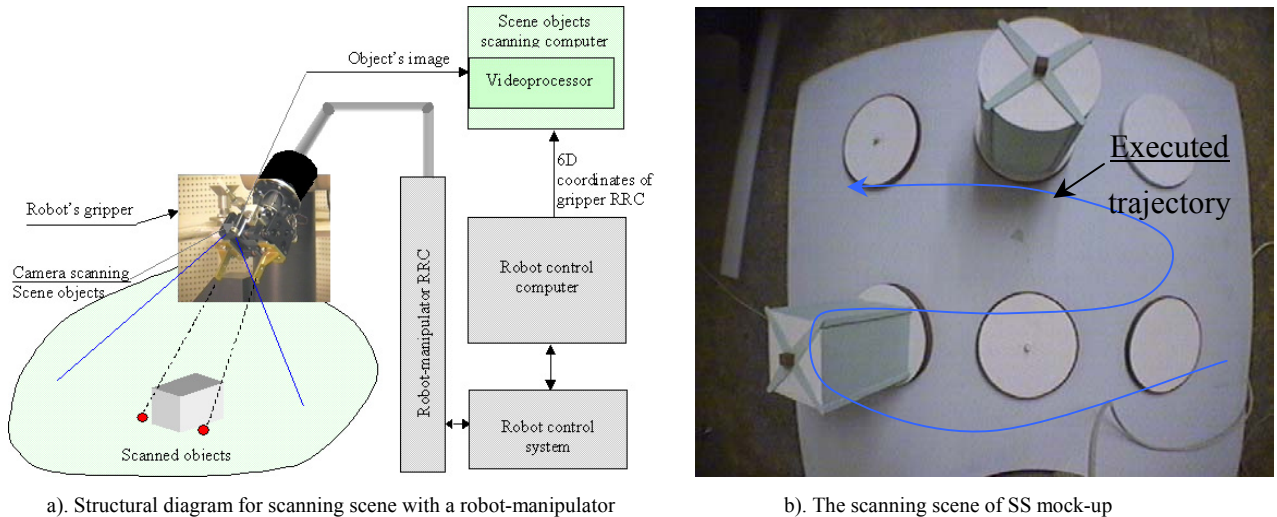 Scene objects
scanning computer
Videoprocessor
Object's image
6D
coordinates of
gripper RRC
Robot's gripper
Camera scanning
Scene objects
Robot-manipulator RRC
Robot control
computer
Robot control
system
Scanned objects
a). Structural diagram for scanning scene with a robot-manipulator
Executed
trajectory
b). The scanning scene of SS mock-up